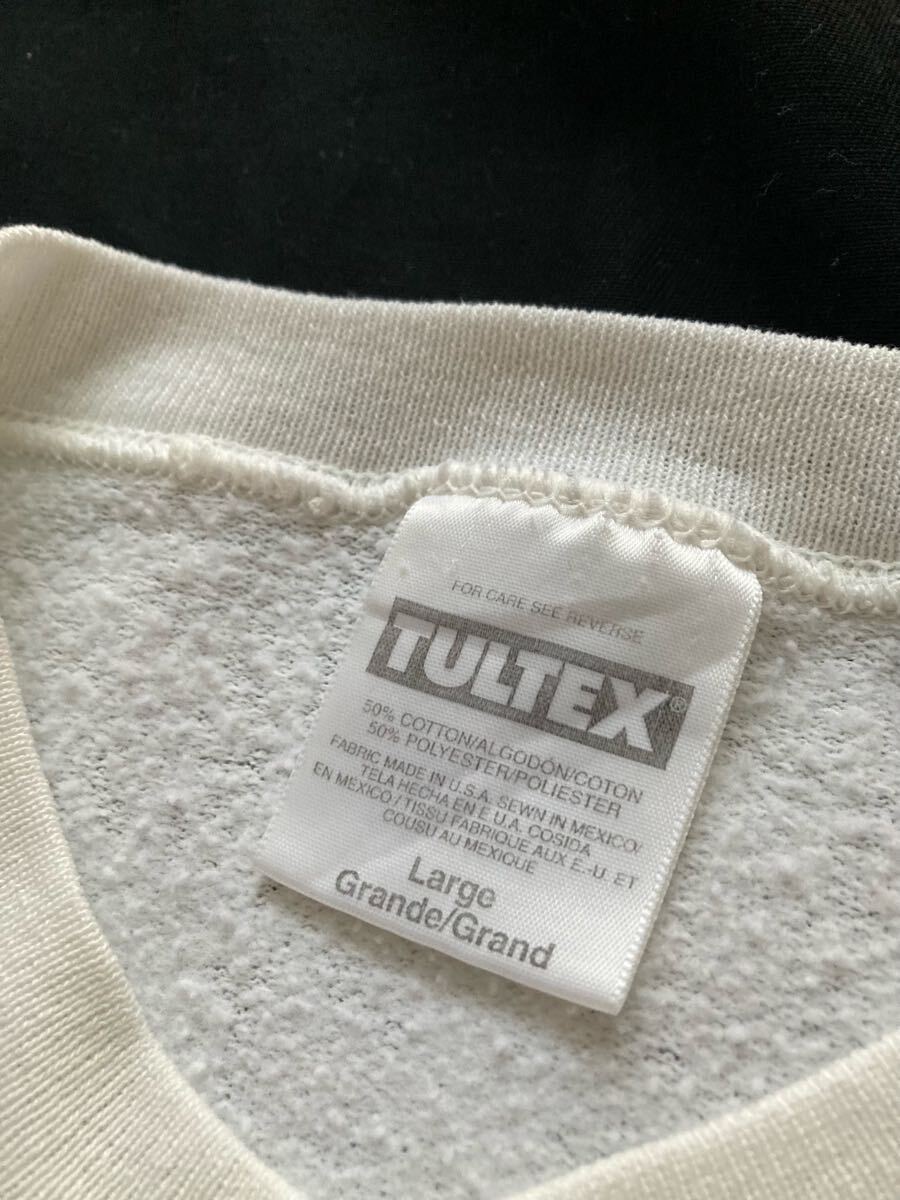 FOR CARE SEE REVERSE
TULTEX®
50% COTTON/ALGODÓN/COTON
50% POLYESTER/POLIESTER
FABRIC MADE IN U.S.A. SEWN IN MEXICO/
TELA HECHA EN E.U.A. COSIDA
EN MEXICO / TISSU FABRIQUE AUX E.-U. ET
COUSU AU MEXIQUE
Large
Grande/Grand